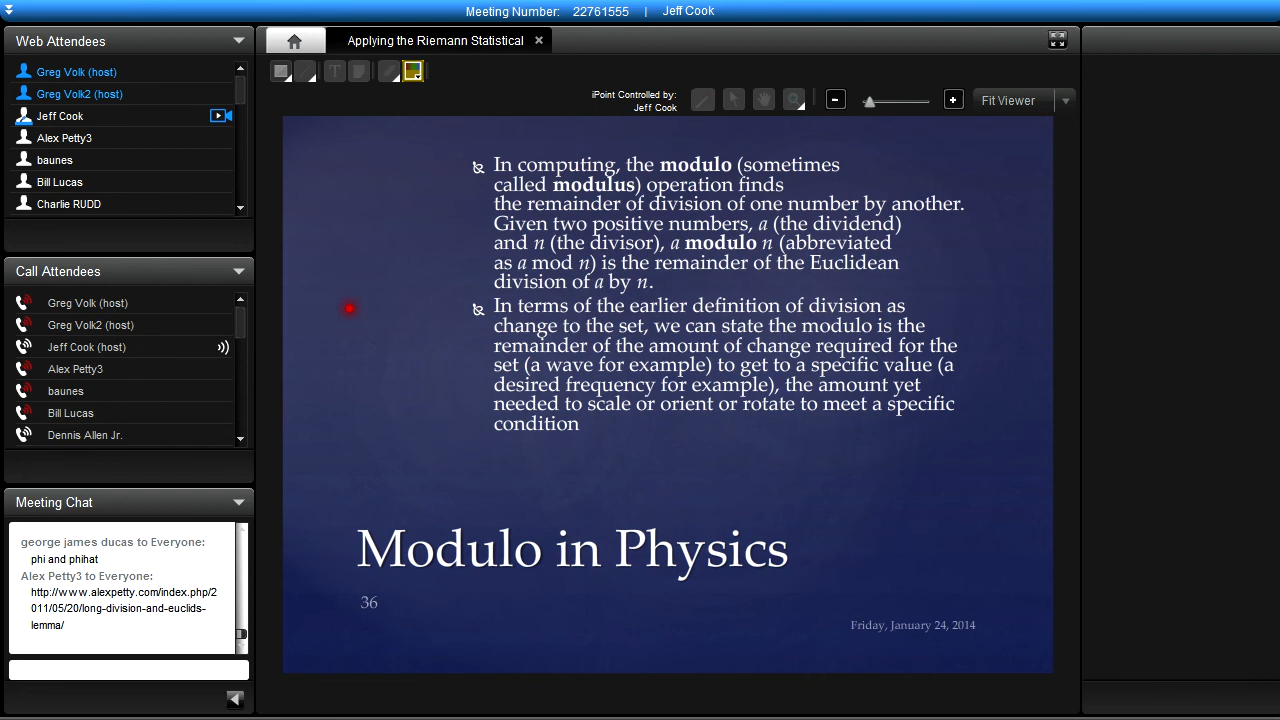 Meeting Number: 22761555 | Jeff Cook
Web Attendees
Greg Volk (host)
Greg Volk2 (host)
Jeff Cook
Alex Petty3
baunes
Bill Lucas
Charlie RUDD
Call Attendees
Greg Volk (host)
Greg Volk2 (host)
Jeff Cook (host)
Alex Petty3
baunes
Bill Lucas
Dennis Allen Jr.
Meeting Chat
george james ducas to Everyone:
phi and phihat
Alex Petty3 to Everyone:
http://www.alexpetty.com/index.php/2
011/05/20/long-division-and-euclids-
lemma/
Applying the Riemann Statistical
iPoint Controlled by:
Jeff Cook
Fit Viewer
In computing, the modulo (sometimes
called modulus) operation finds
the remainder of division of one number by another.
Given two positive numbers, a (the dividend)
and n (the divisor), a modulo n (abbreviated
as a mod n) is the remainder of the Euclidean
division of a by n.
In terms of the earlier definition of division as
change to the set, we can state the modulo is the
remainder of the amount of change required for the
set (a wave for example) to get to a specific value (a
desired frequency for example), the amount yet
needed to scale or orient or rotate to meet a specific
condition
Modulo in Physics
36
Friday, January 24, 2014